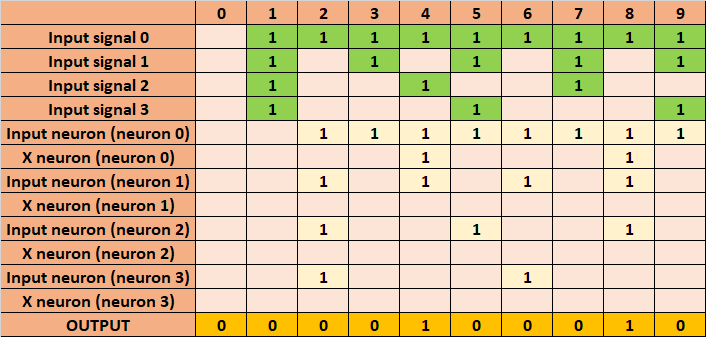 0 1 2 3 4 5 6 7 8 9
Input signal 0 1 1 1 1 1 1 1 1 1
Input signal 1 1 1 1 1 1
Input signal 2 1 1 1
Input signal 3 1 1 1
Input neuron (neuron 0) 1 1 1 1 1 1 1 1
X neuron (neuron 0) 1 1
Input neuron (neuron 1) 1 1 1 1
X neuron (neuron 1)
Input neuron (neuron 2) 1 1 1
X neuron (neuron 2)
Input neuron (neuron 3) 1 1
X neuron (neuron 3)
OUTPUT 0 0 0 0 1 0 0 0 1 0